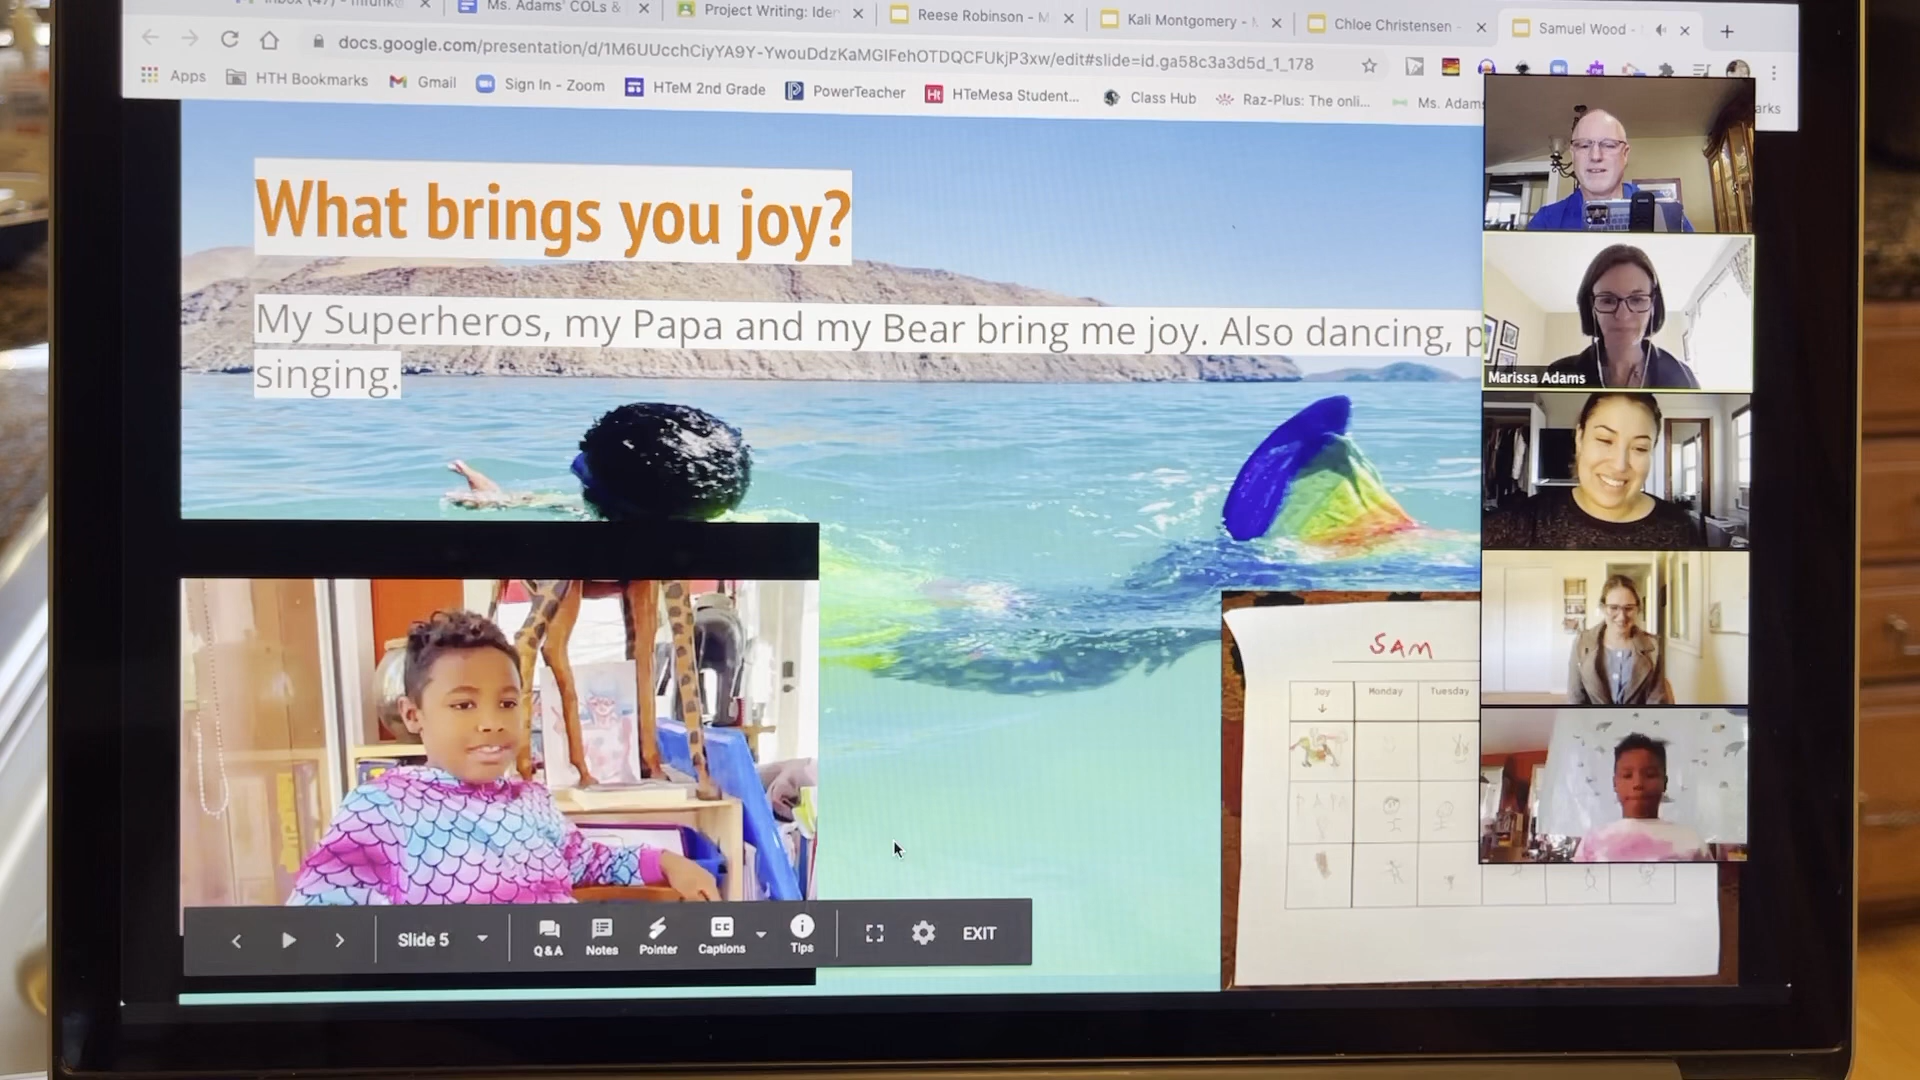 Ms. Adams' COLs &
Project Writing: Ider
Reese Robinson - M
Kali Montgomery -
Chloe Christensen -
Samuel Wood -
docs.google.com/presentation/d/1M6UUcchCiyYA9Y-YwouDdzKaMGIFehOTDQCFUkjP3xw/edit#slide=id.ga58c3a3d5d_1_178
Apps
HTH Bookmarks
Gmail
Sign In - Zoom
HTeM 2nd Grade
PowerTeacher
HTeMesa Student...
Class Hub
Raz-Plus: The onli...
Ms. Adams
arks
What brings you joy?
My Superheros, my Papa and my Bear bring me joy. Also dancing, p
singing.
Marissa Adams
SAM
Joy
Monday
Tuesday
Slide 5
Q&A
Notes
Pointer
CC
Captions
Tips
EXIT